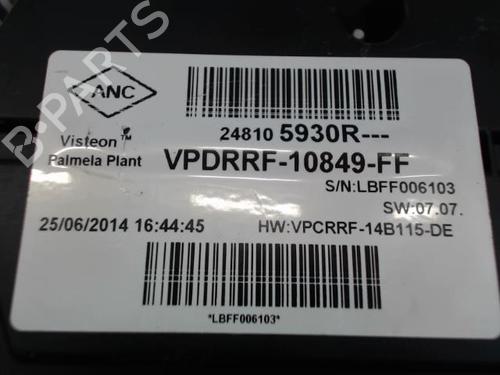 B-PARTS
ANC
Visteon™
Palmela Plant
24810 5930R---
VPDRRF-10849-FF
S/N:LBFF006103
SW:07.07.
25/06/2014 16:44:45
HW:VPCRRF-14B115-DE
*LBFF006103*